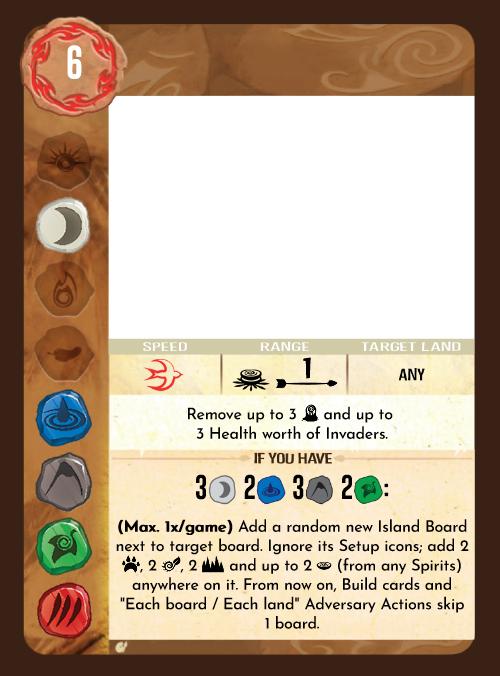 6
SPEED RANGE TARGET LAND
1 ANY
Remove up to 3 and up to
3 Health worth of Invaders.
IF YOU HAVE
3 2 3 2 :
(Max. 1x/game) Add a random new Island Board
next to target board. Ignore its Setup icons; add 2
, 2 , 2 and up to 2 (from any Spirits)
anywhere on it. From now on, Build cards and
"Each board / Each land" Adversary Actions skip
1 board.